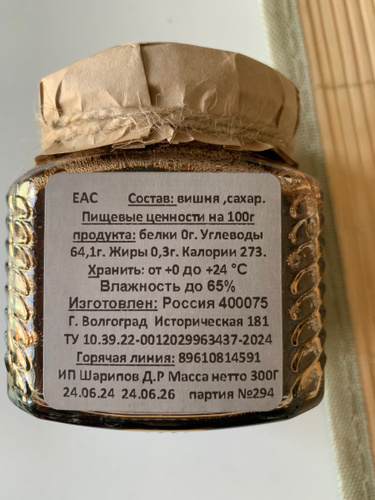 ЕАС Состав: вишня ,сахар.
Пищевые ценности на 100г
продукта: белки 0г. Углеводы
64,1г. Жиры 0,3г. Калории 273.
Хранить: от +0 до +24 °С
Влажность до 65%
Изготовлен: Россия 400075
Г. Волгоград Историческая 181
ТУ 10.39.22-0012029963437-2024
Горячая линия: 89610814591
ИП Шарипов Д.Р Масса нетто 300Г
24.06.24 24.06.26 партия №294